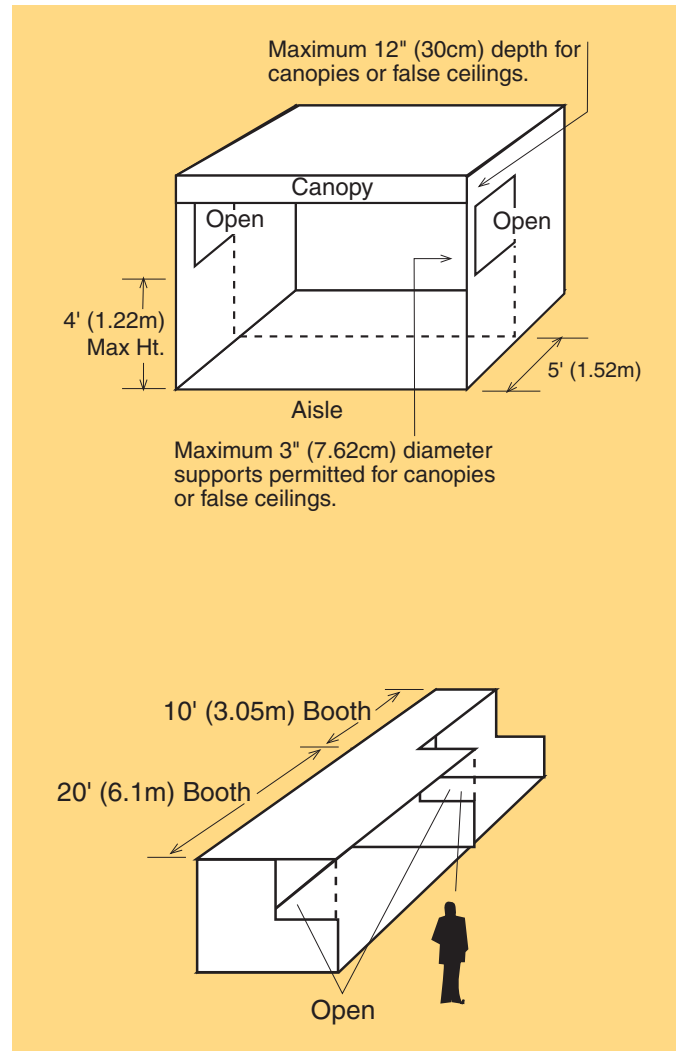 Maximum 12" (30cm) depth for
canopies or false ceilings.
Canopy
Open
Open
4' (1.22m)
Max Ht.
5' (1.52m)
Aisle
Maximum 3" (7.62cm) diameter
supports permitted for canopies
or false ceilings.
10' (3.05m) Booth
20' (6.1m) Booth
Open